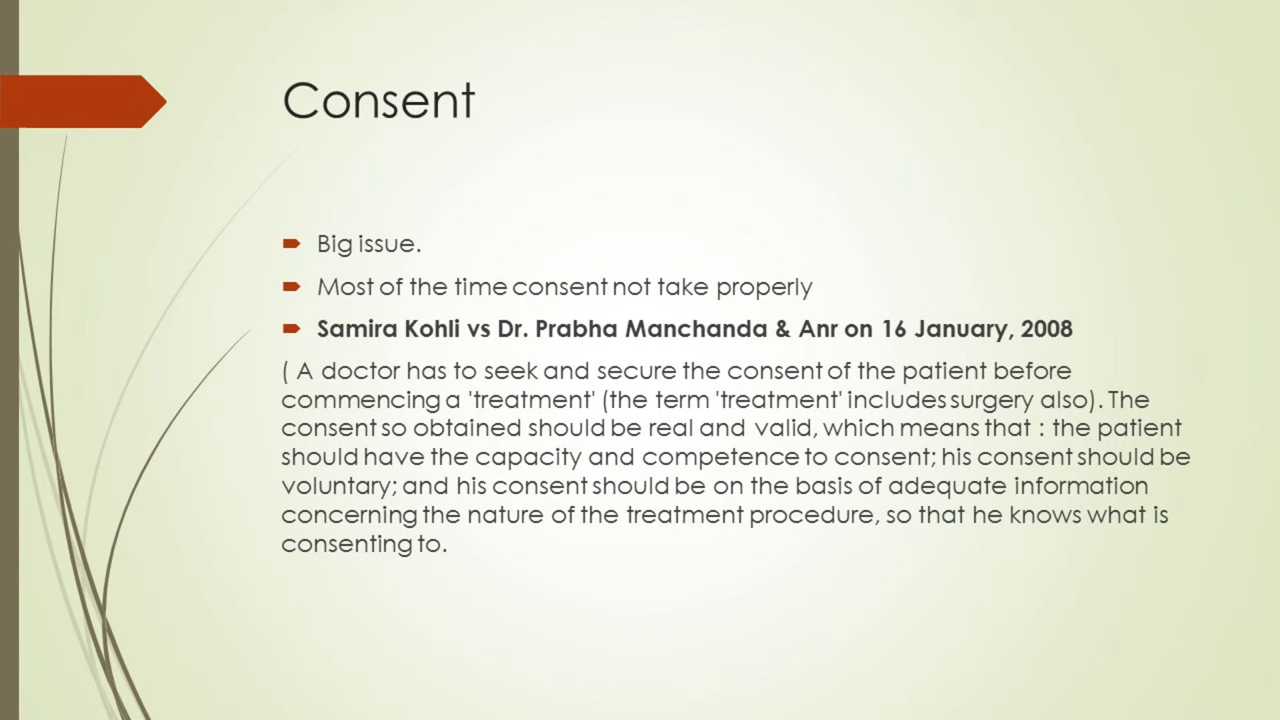 Consent
Big issue.
Most of the time consent not take properly
Samira Kohli vs Dr. Prabha Manchanda & Anr on 16 January, 2008
( A doctor has to seek and secure the consent of the patient before
commencing a 'treatment' (the term 'treatment' includes surgery also). The
consent so obtained should be real and valid, which means that : the patient
should have the capacity and competence to consent; his consent should be
voluntary; and his consent should be on the basis of adequate information
concerning the nature of the treatment procedure, so that he knows what is
consenting to.